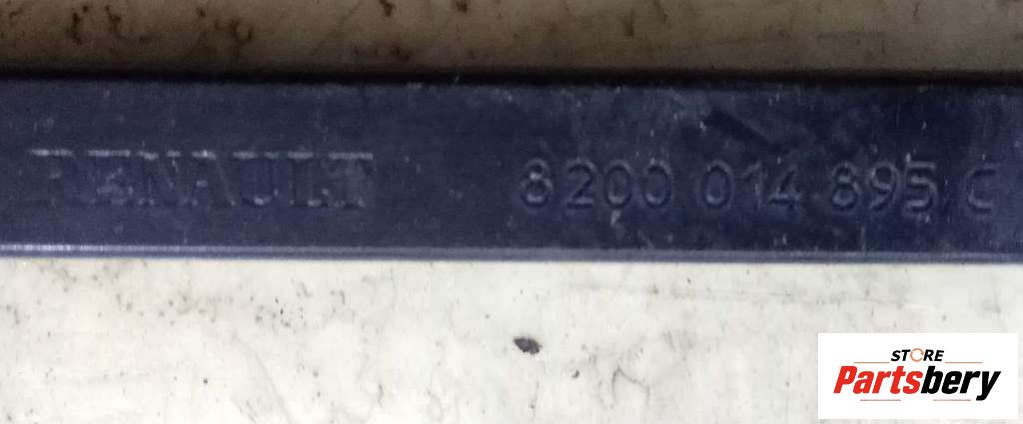 RENAULT 8200 014 895 C
STORE
Partsbery